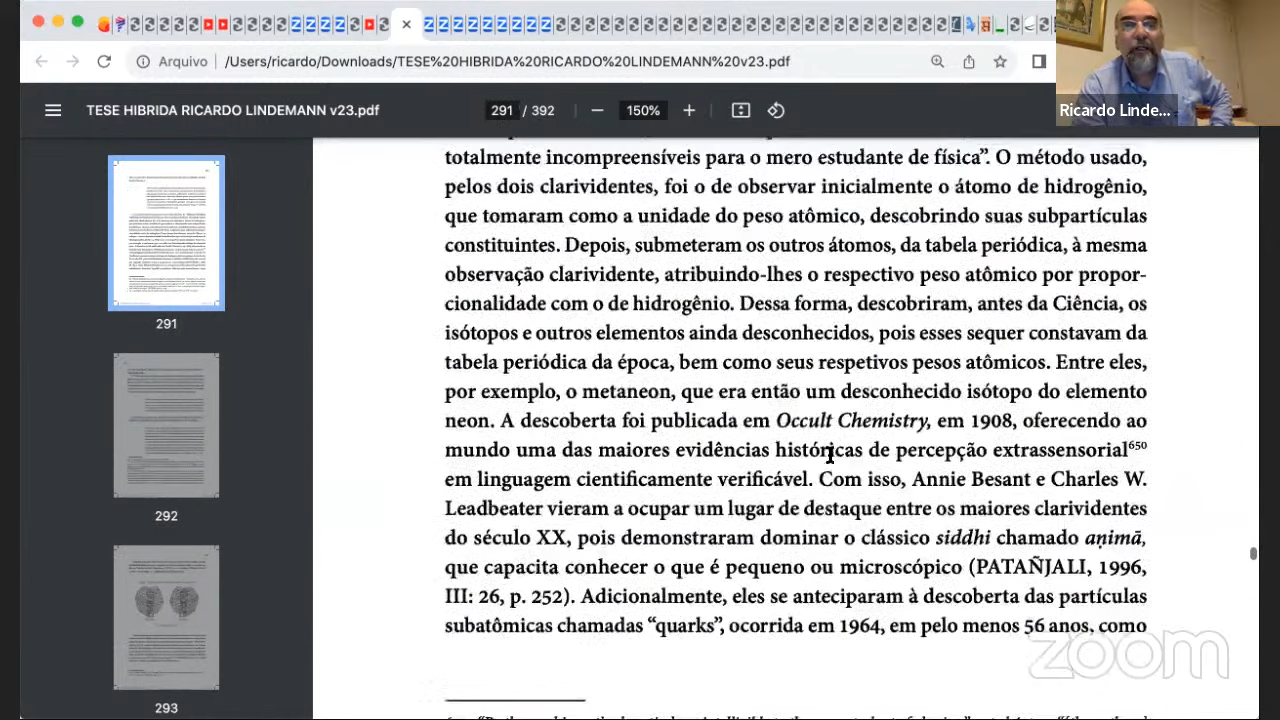 Arquivo
/Users/ricardo/Downloads/TESE%20HIBRIDA%20RICARDO%20LINDEMANN%20v23.pdf
TESE HIBRIDA RICARDO LINDEMANN v23.pdf
291 / 392
150%
Ricardo Linde...
totalmente incompreensíveis para o mero estudante de física”. O método usado,
pelos dois clarividentes, foi o de observar inicialmente o átomo de hidrogênio,
que tomaram como a unidade do peso atômico, descobrindo suas subpartículas
constituintes. Depois, submeteram os outros átomos, da tabela periódica, à mesma
observação clarividente, atribuindo-lhes o respectivo peso atômico por propor-
cionalidade com o de hidrogênio. Dessa forma, descobriram, antes da Ciência, os
isótopos e outros elementos ainda desconhecidos, pois esses sequer constavam da
tabela periódica da época, bem como seus respetivos pesos atômicos. Entre eles,
por exemplo, o metaneon, que era então um desconhecido isótopo do elemento
neon. A descoberta foi publicada em Occult Chemistry, em 1908, oferecendo ao
mundo uma das maiores evidências históricas de percepção extrassensorial650
em linguagem cientificamente verificável. Com isso, Annie Besant e Charles W.
Leadbeater vieram a ocupar um lugar de destaque entre os maiores clarividentes
do século XX, pois demonstraram dominar o clássico siddhi chamado aṇimā,
que capacita conhecer o que é pequeno ou microscópico (PATAÑJALI, 1996,
III: 26, p. 252). Adicionalmente, eles se anteciparam à descoberta das partículas
subatômicas chamadas “quarks”, ocorrida em 1964, em pelo menos 56 anos, como
291
292
293
zoom